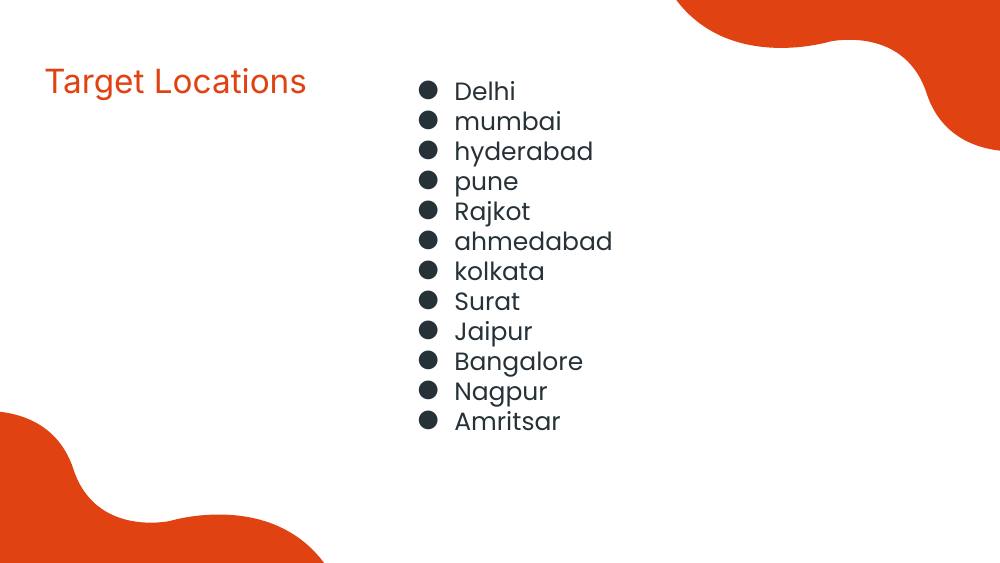 Target Locations
● Delhi
● mumbai
● hyderabad
● pune
● Rajkot
● ahmedabad
● kolkata
● Surat
● Jaipur
● Bangalore
● Nagpur
● Amritsar